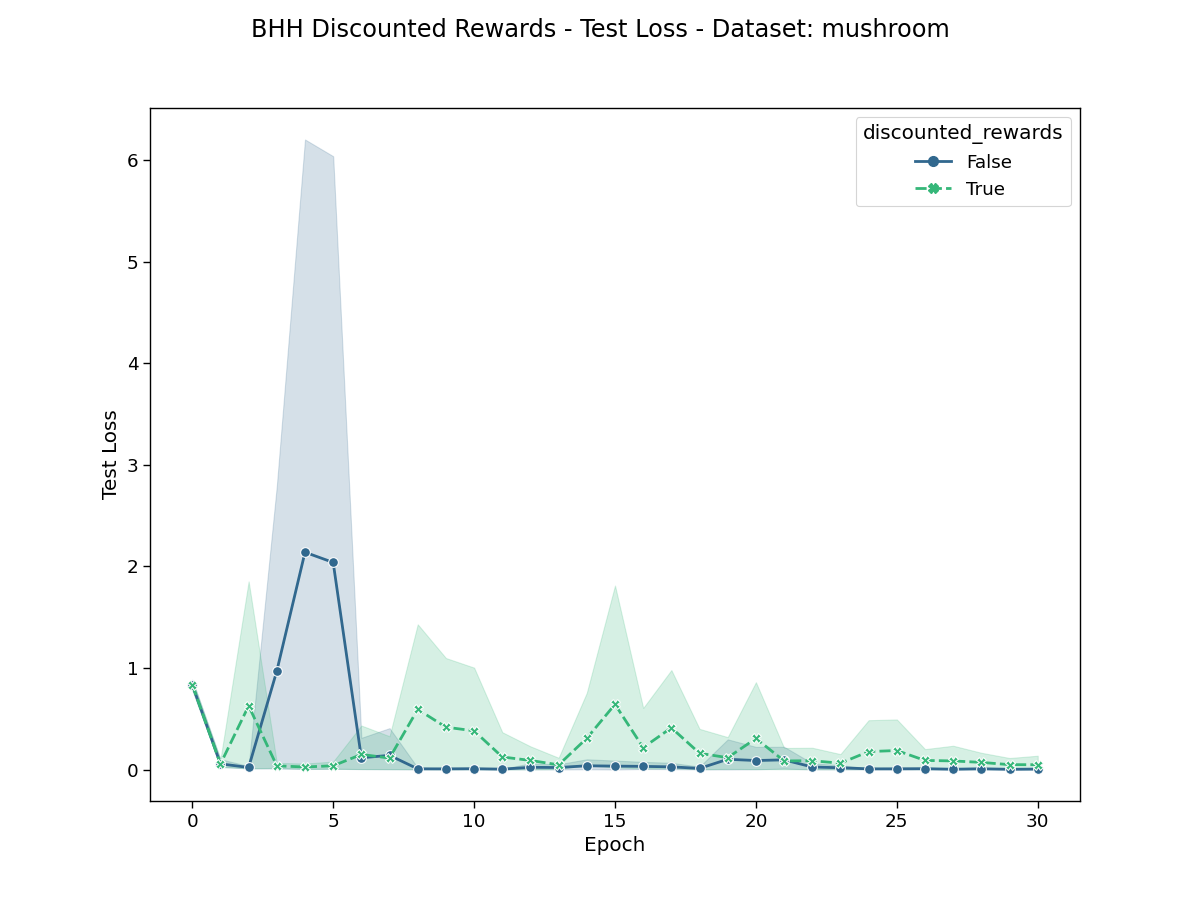 BHH Discounted Rewards - Test Loss - Dataset: mushroom
discounted_rewards
False
True
6
5
4
3
2
1
0
Test Loss
0 5 10 15 20 25 30
Epoch